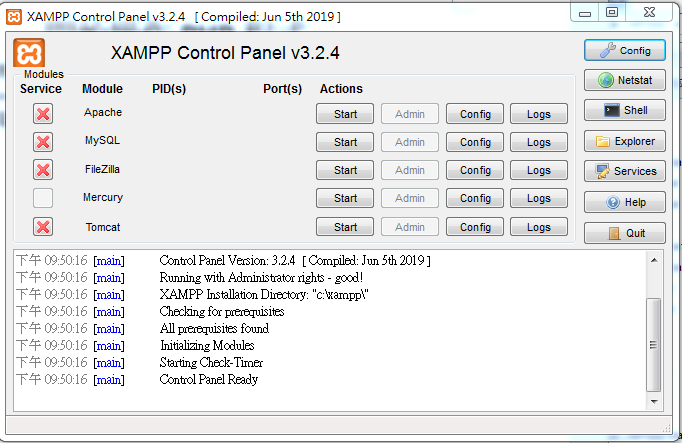 XAMPP Control Panel v3.2.4 [ Compiled: Jun 5th 2019 ]
XAMPP Control Panel v3.2.4
Config
Modules
Service Module PID(s) Port(s) Actions
Netstat
Apache Start Admin Config Logs
Shell
MySQL Start Admin Config Logs
Explorer
FileZilla Start Admin Config Logs
Services
Mercury Start Admin Config Logs
Help
Tomcat Start Admin Config Logs
Quit
下午 09:50:16 [main] Control Panel Version: 3.2.4 [ Compiled: Jun 5th 2019 ]
下午 09:50:16 [main] Running with Administrator rights - good!
下午 09:50:16 [main] XAMPP Installation Directory: "c:\xampp\"
下午 09:50:16 [main] Checking for prerequisites
下午 09:50:16 [main] All prerequisites found
下午 09:50:16 [main] Initializing Modules
下午 09:50:16 [main] Starting Check-Timer
下午 09:50:16 [main] Control Panel Ready